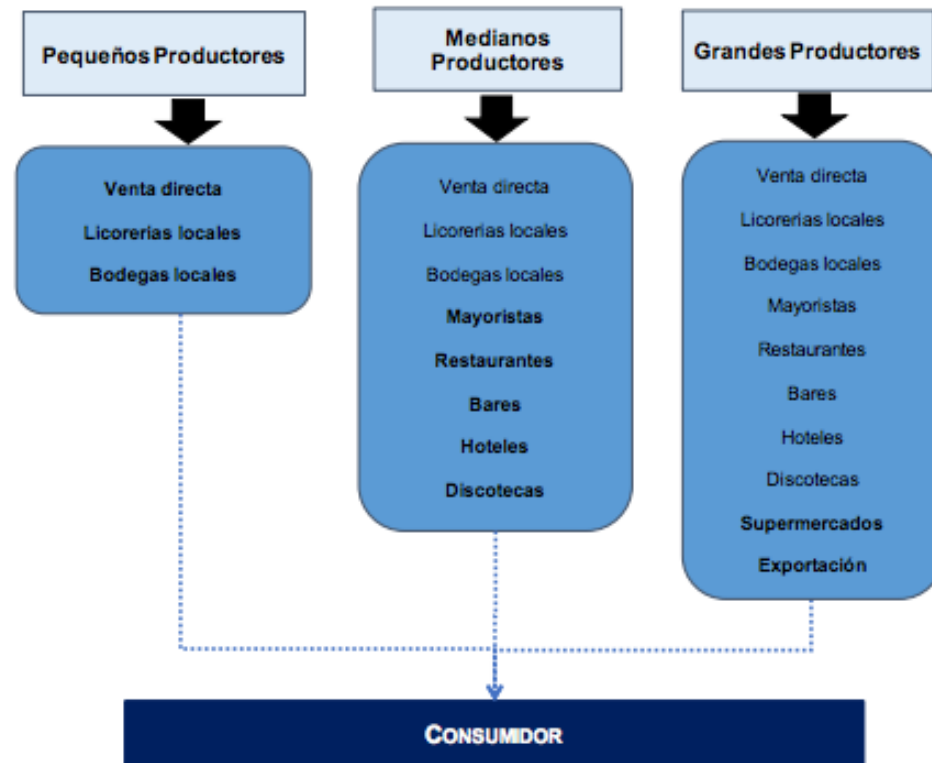 Pequeños Productores
Medianos
Productores
Grandes Productores
Venta directa
Licorerías locales
Bodegas locales
Venta directa
Licorerías locales
Bodegas locales
Mayoristas
Restaurantes
Bares
Hoteles
Discotecas
Venta directa
Licorerías locales
Bodegas locales
Mayoristas
Restaurantes
Bares
Hoteles
Discotecas
Supermercados
Exportación
CONSUMIDOR